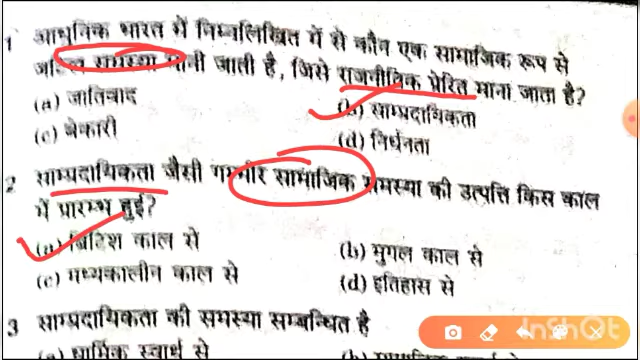 1 आधुनिक भारत में निम्नलिखित में से कौन एक सामाजिक रूप से
जटिल समस्या मानी जाती है, जिसे राजनीतिक प्रेरित माना जाता है?
(a) जातिवाद (b) साम्प्रदायिकता
(c) बेकारी (d) निर्धनता
2 साम्प्रदायिकता जैसी गम्भीर सामाजिक समस्या की उत्पत्ति किस काल
में प्रारम्भ हुई?
(a) ब्रिटिश काल से (b) मुगल काल से
(c) मध्यकालीन काल से (d) इतिहास से
3 साम्प्रदायिकता की समस्या सम्बन्धित है
(a) धार्मिक स्वार्थ से (b)
InShOt